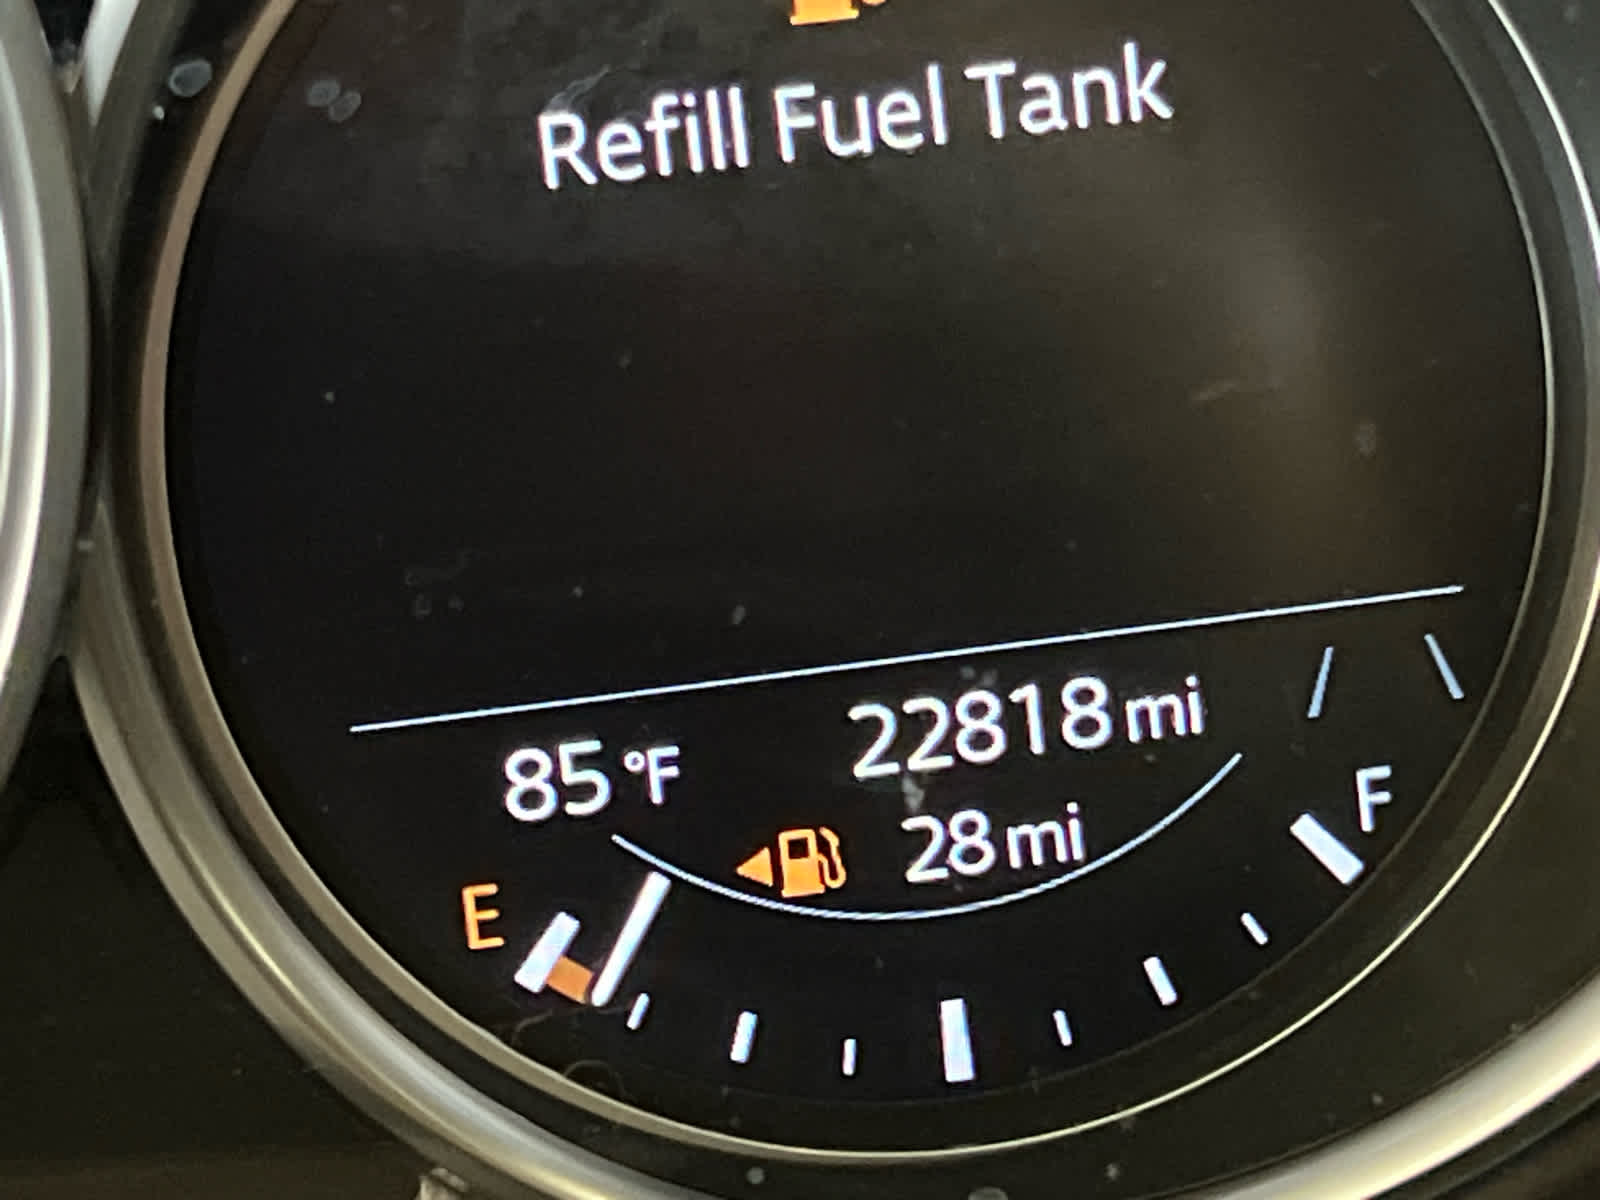 Refill Fuel Tank
85 °F 22818 mi
28 mi
E F